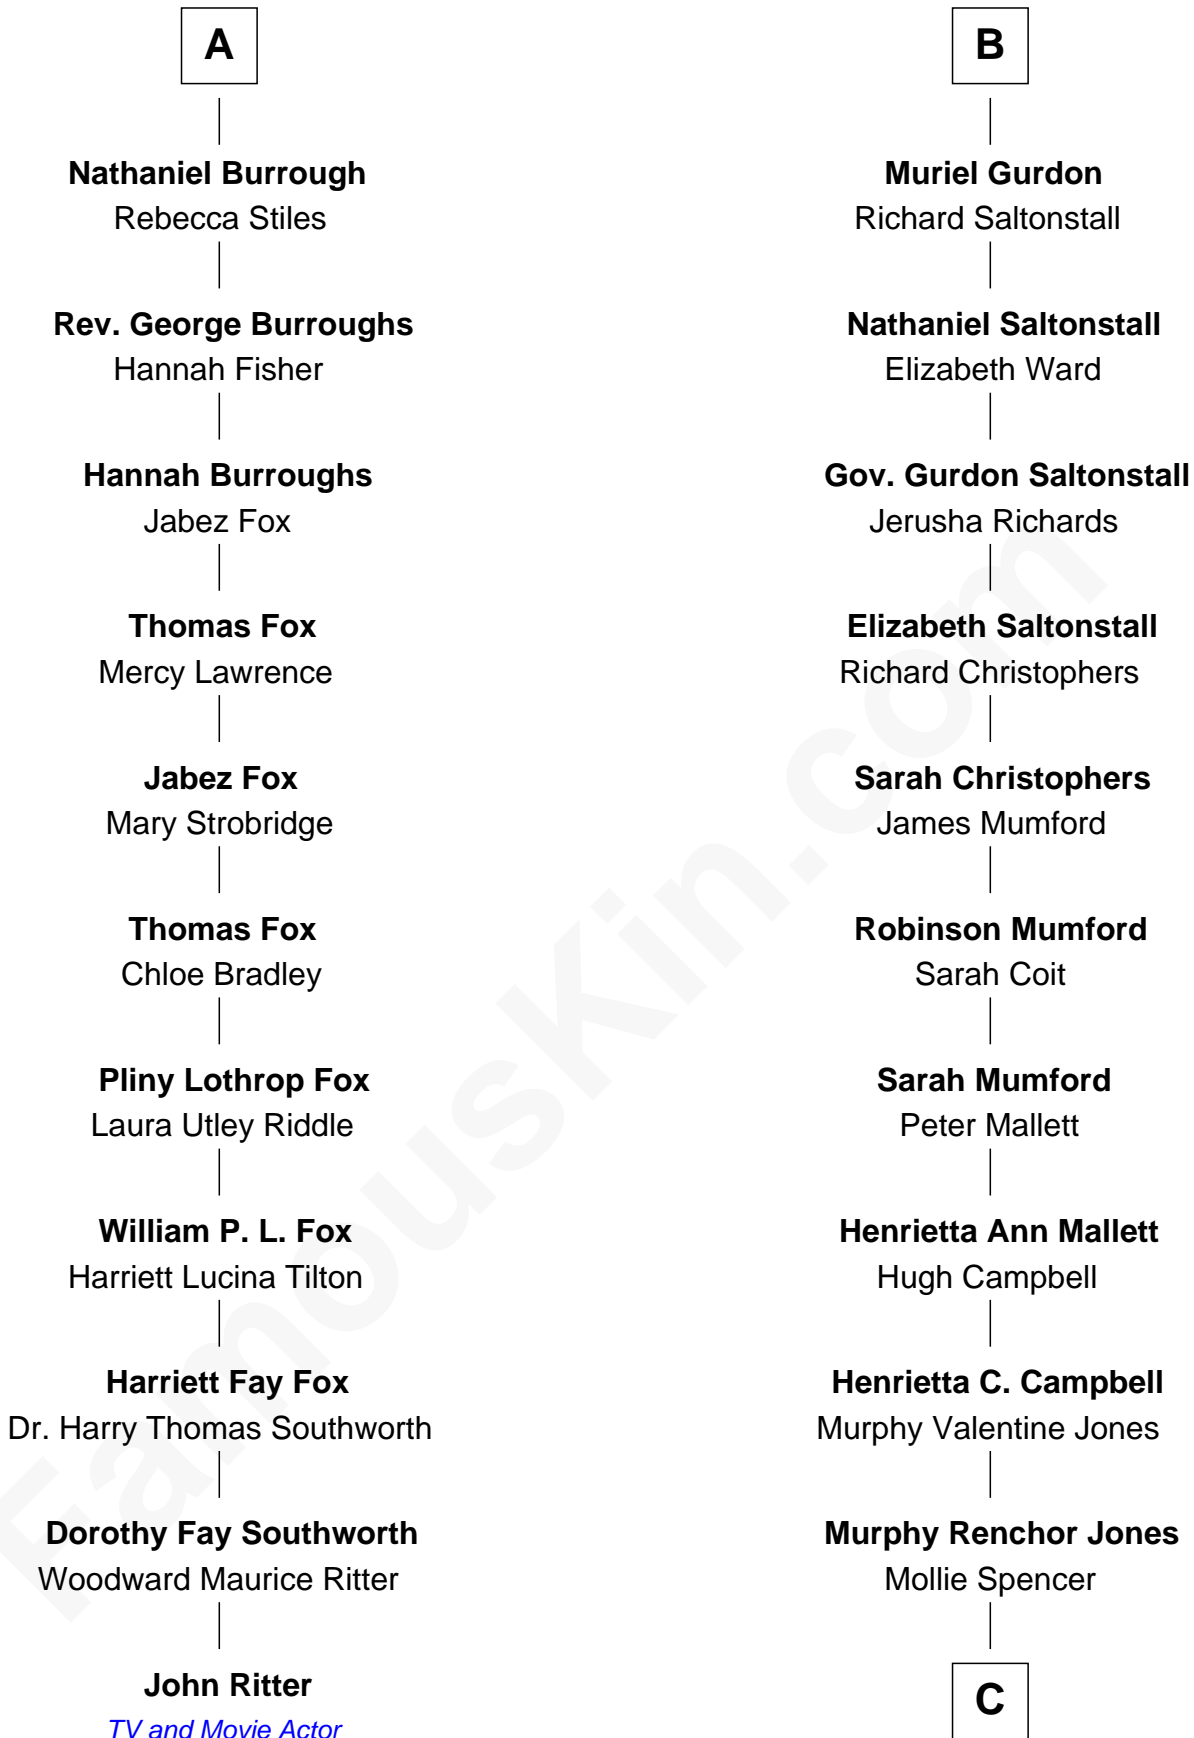 A
Nathaniel Burrough
Rebecca Stiles
Rev. George Burroughs
Hannah Fisher
Hannah Burroughs
Jabez Fox
Thomas Fox
Mercy Lawrence
Jabez Fox
Mary Strobridge
Thomas Fox
Chloe Bradley
Pliny Lothrop Fox
Laura Utley Riddle
William P. L. Fox
Harriett Lucina Tilton
Harriett Fay Fox
Dr. Harry Thomas Southworth
Dorothy Fay Southworth
Woodward Maurice Ritter
John Ritter
TV and Movie Actor
B
Muriel Gurdon
Richard Saltonstall
Nathaniel Saltonstall
Elizabeth Ward
Gov. Gurdon Saltonstall
Jerusha Richards
Elizabeth Saltonstall
Richard Christophers
Sarah Christophers
James Mumford
Robinson Mumford
Sarah Coit
Sarah Mumford
Peter Mallett
Henrietta Ann Mallett
Hugh Campbell
Henrietta C. Campbell
Murphy Valentine Jones
Murphy Renchor Jones
Mollie Spencer
C
FamousKin.com